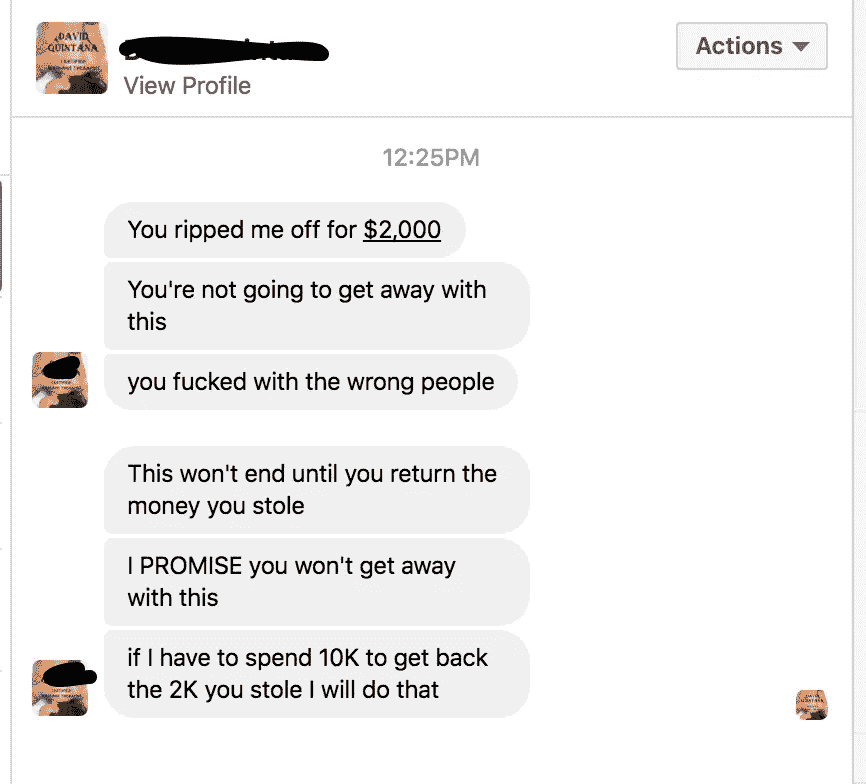 DAVID
QUINTANA
Actions
View Profile
12:25PM
You ripped me off for $2,000
You're not going to get away with
this
you fucked with the wrong people
This won't end until you return the
money you stole
I PROMISE you won't get away
with this
if I have to spend 10K to get back
the 2K you stole I will do that